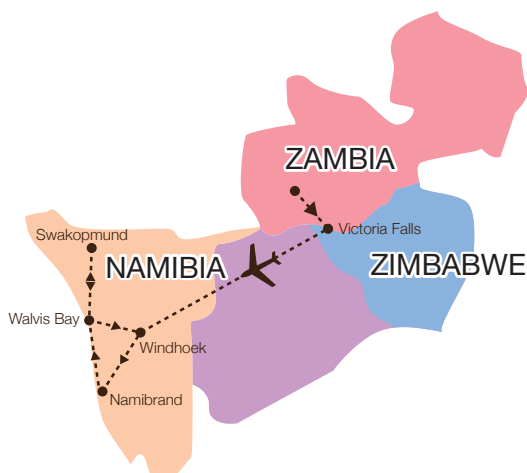 ZAMBIA
Victoria Falls
Swakopmund
NAMIBIA
ZIMBABWE
Walvis Bay
Windhoek
Namibrand